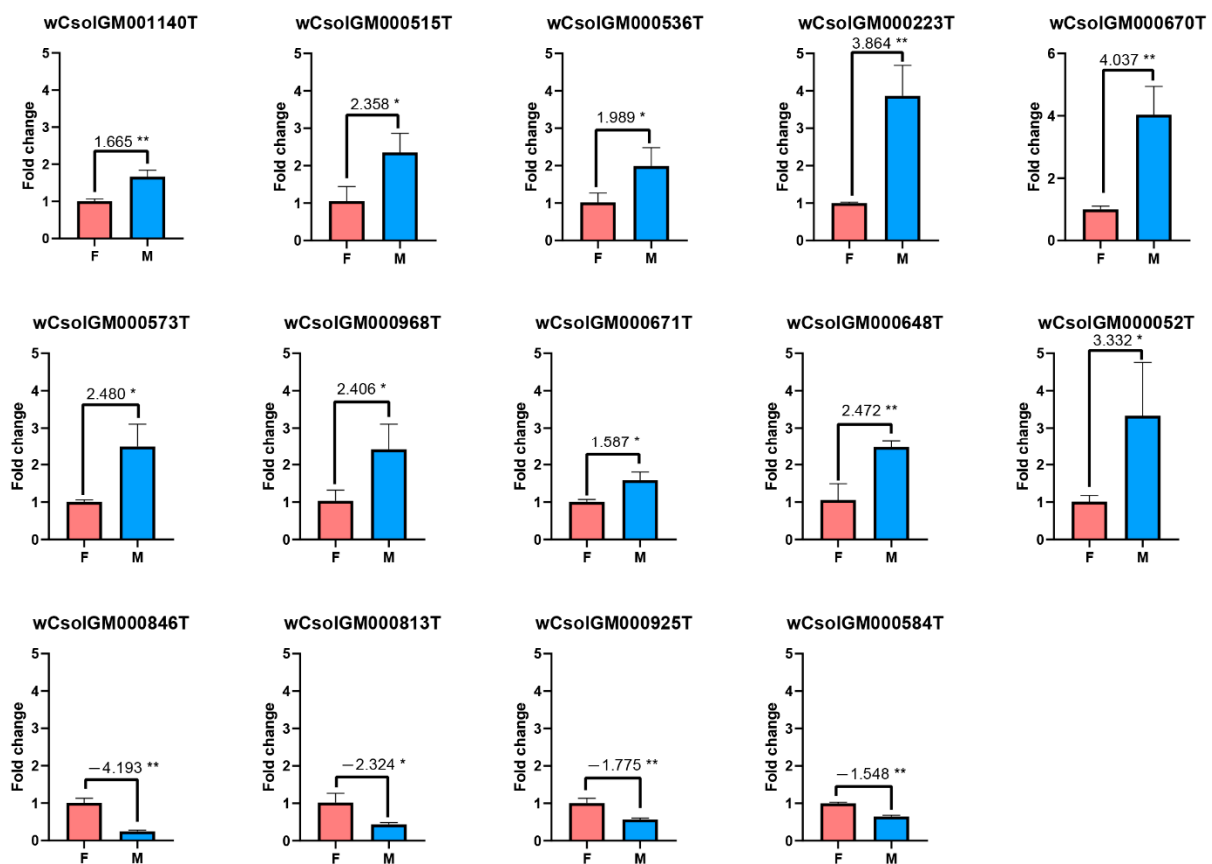 wCsolGM001140T
wCsolGM000515T
wCsolGM000536T
wCsolGM000223T
wCsolGM000670T
5
4
3
2
1
0
Fold change
1.665 **
F
M
5
4
3
2
1
0
Fold change
2.358 *
F
M
5
4
3
2
1
0
Fold change
1.989 *
F
M
5
4
3
2
1
0
Fold change
3.864 **
F
M
6
4
2
0
Fold change
4.037 **
F
M
wCsolGM000573T
wCsolGM000968T
wCsolGM000671T
wCsolGM000648T
wCsolGM000052T
5
4
3
2
1
0
Fold change
2.480 *
F
M
5
4
3
2
1
0
Fold change
2.406 *
F
M
5
4
3
2
1
0
Fold change
1.587 *
F
M
5
4
3
2
1
0
Fold change
2.472 **
F
M
5
4
3
2
1
0
Fold change
3.332 *
F
M
wCsolGM000846T
wCsolGM000813T
wCsolGM000925T
wCsolGM000584T
5
4
3
2
1
0
Fold change
−4.193 **
F
M
5
4
3
2
1
0
Fold change
−2.324 *
F
M
5
4
3
2
1
0
Fold change
−1.775 **
F
M
5
4
3
2
1
0
Fold change
−1.548 **
F
M